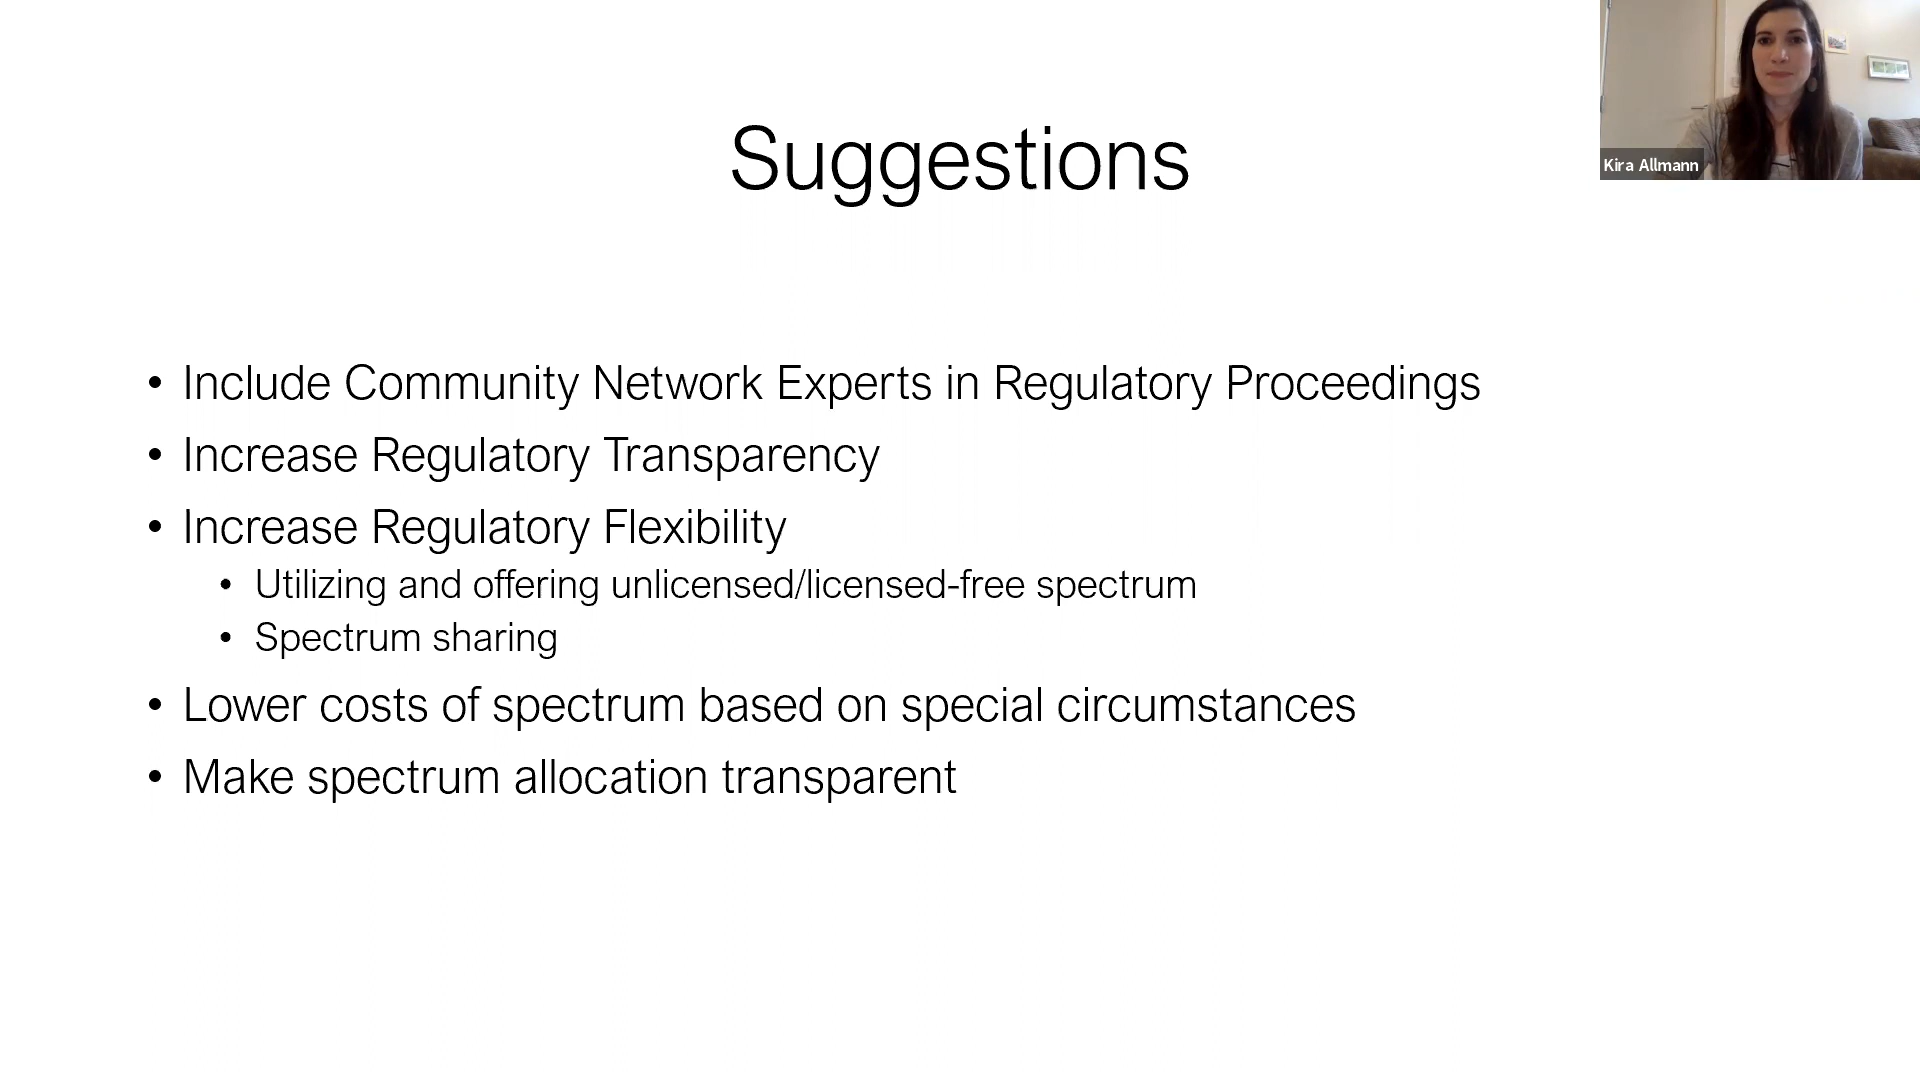 Kira Allmann
Suggestions
• Include Community Network Experts in Regulatory Proceedings
• Increase Regulatory Transparency
• Increase Regulatory Flexibility
• Utilizing and offering unlicensed/licensed-free spectrum
• Spectrum sharing
• Lower costs of spectrum based on special circumstances
• Make spectrum allocation transparent